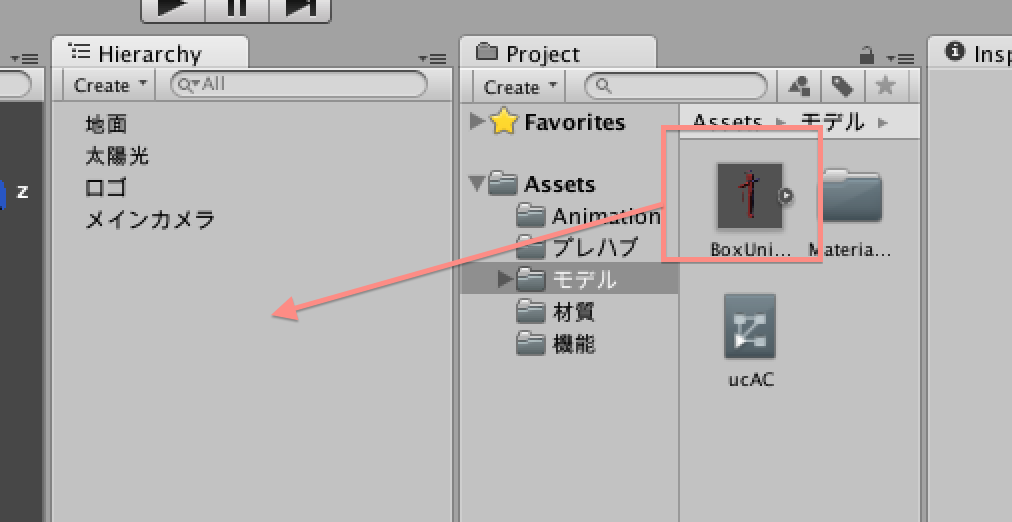 Hierarchy
Create
All
地面
太陽光
ロゴ
メインカメラ
z
Project
Create
Favorites
Assets
Animation
プレハブ
モデル
材質
機能
Assets モデル
BoxUni...
Materia...
ucAC
Insp